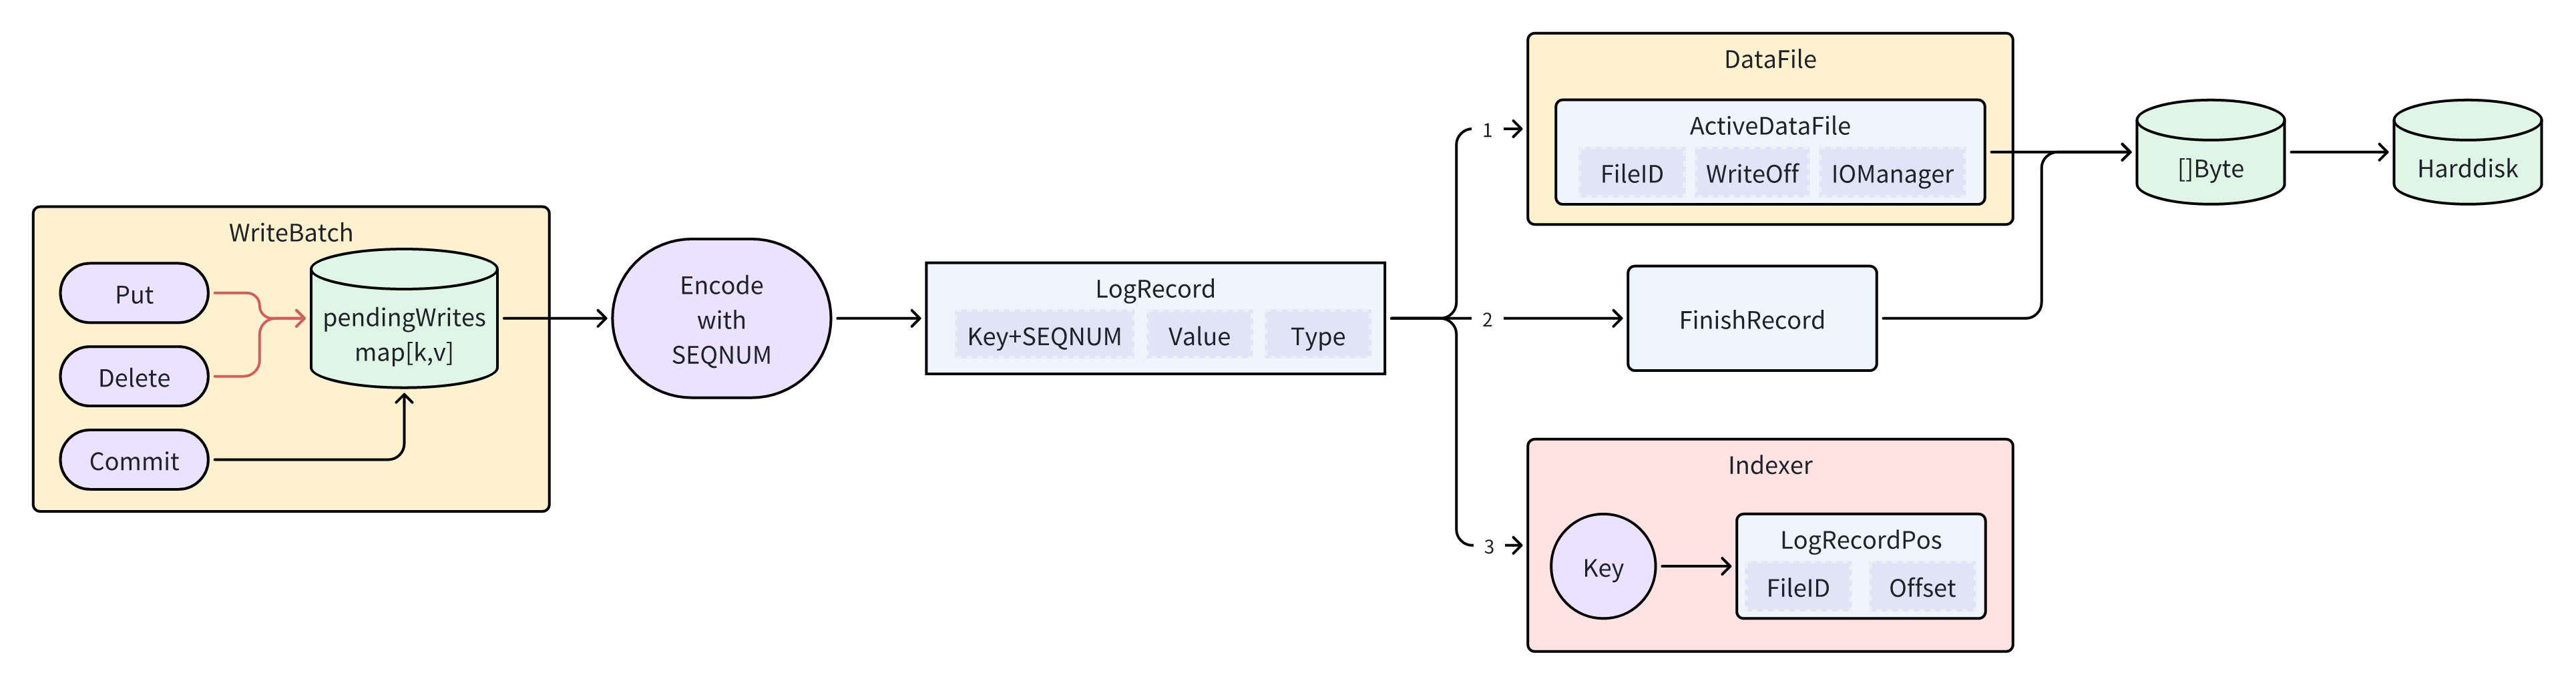 WriteBatch
Put
Delete
Commit
pendingWrites
map[k,v]
Encode
with
SEQNUM
LogRecord
Key+SEQNUM Value Type
1
DataFile
ActiveDataFile
FileID WriteOff IOManager
2
FinishRecord
3
Indexer
Key
LogRecordPos
FileID Offset
[]Byte
Harddisk